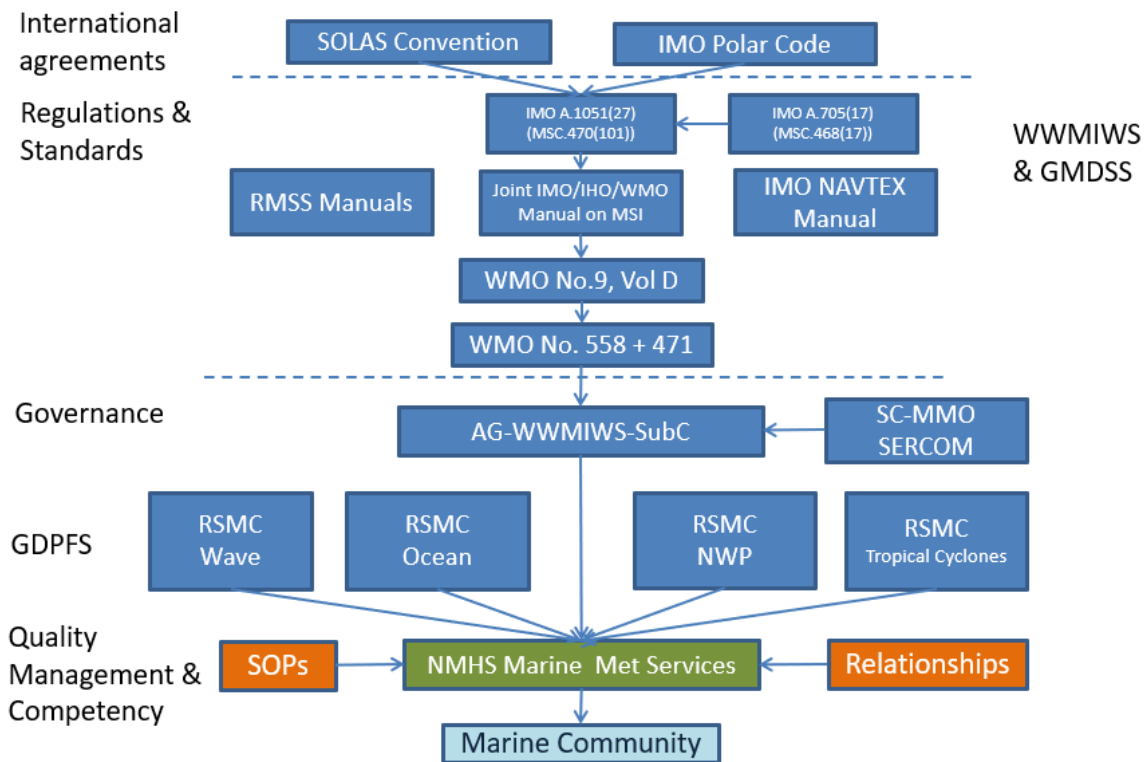 International
agreements
SOLAS Convention
IMO Polar Code
Regulations &
Standards
IMO A.1051(27)
(MSC.470(101))
IMO A.705(17)
(MSC.468(17))
WWMIWS
& GMDSS
RMSS Manuals
Joint IMO/IHO/WMO
Manual on MSI
IMO NAVTEX
Manual
WMO No.9, Vol D
WMO No. 558 + 471
Governance
AG-WWMIWS-SubC
SC-MMO
SERCOM
GDPFS
RSMC
Wave
RSMC
Ocean
RSMC
NWP
RSMC
Tropical Cyclones
Quality
Management &
Competency
SOPs
NMHS Marine  Met Services
Relationships
Marine Community